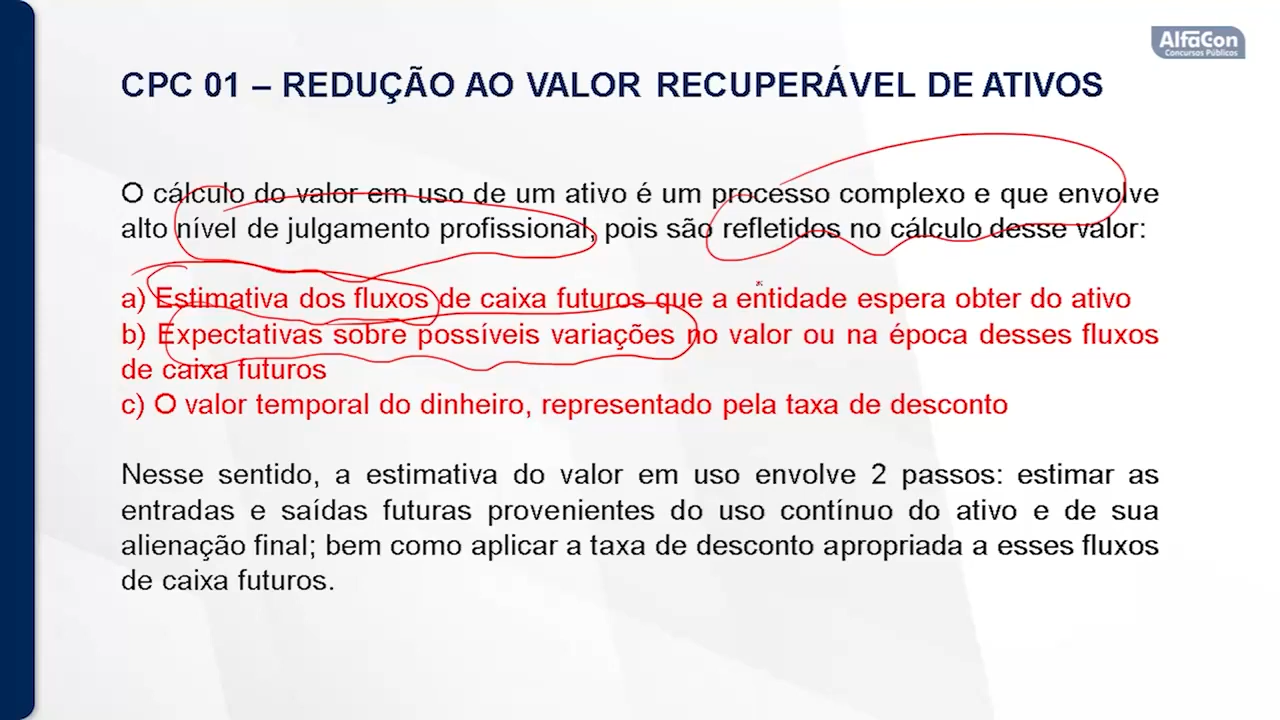 AlfaCon
Concursos Públicos
CPC 01 – REDUÇÃO AO VALOR RECUPERÁVEL DE ATIVOS
O cálculo do valor em uso de um ativo é um processo complexo e que envolve
alto nível de julgamento profissional, pois são refletidos no cálculo desse valor:
a) Estimativa dos fluxos de caixa futuros que a entidade espera obter do ativo
b) Expectativas sobre possíveis variações no valor ou na época desses fluxos
de caixa futuros
c) O valor temporal do dinheiro, representado pela taxa de desconto
Nesse sentido, a estimativa do valor em uso envolve 2 passos: estimar as
entradas e saídas futuras provenientes do uso contínuo do ativo e de sua
alienação final; bem como aplicar a taxa de desconto apropriada a esses fluxos
de caixa futuros.